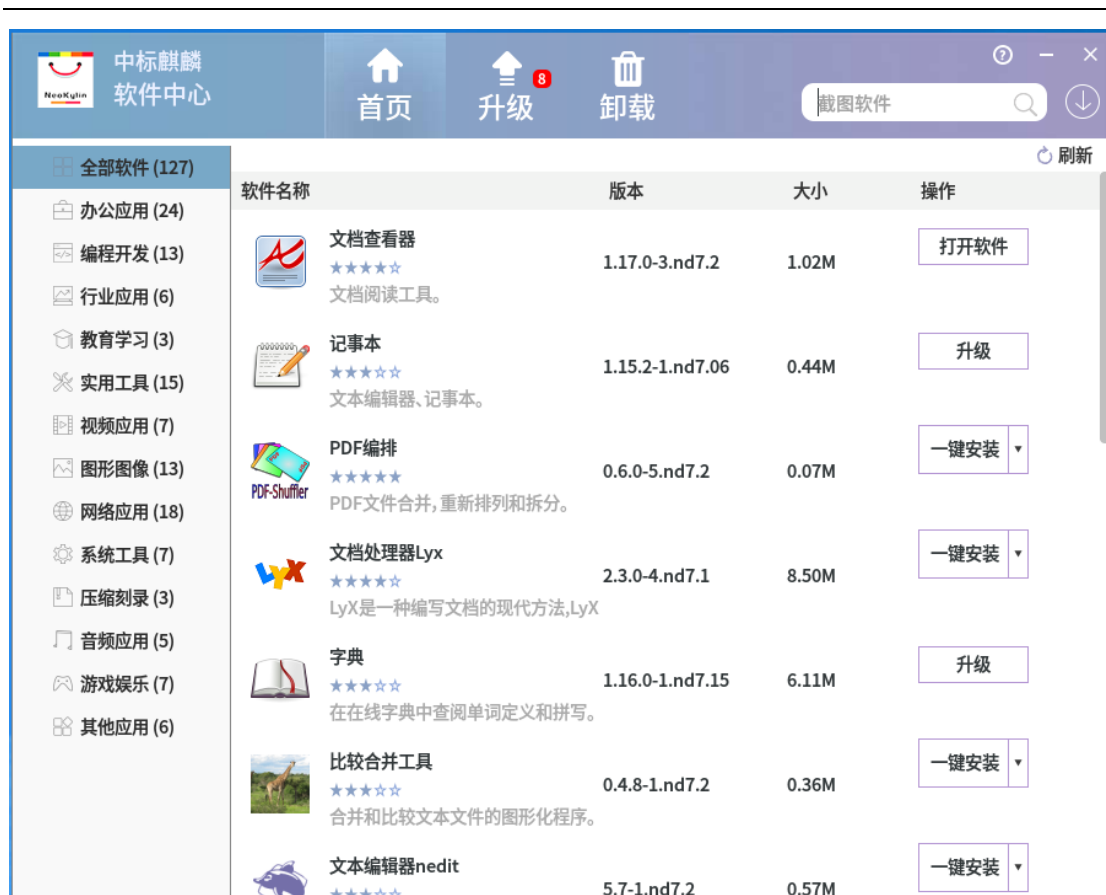 中标麒麟
软件中心
NeoKylin
首页
升级
8
卸载
截图软件
刷新
全部软件 (127)
办公应用 (24)
编程开发 (13)
行业应用 (6)
教育学习 (3)
实用工具 (15)
视频应用 (7)
图形图像 (13)
网络应用 (18)
系统工具 (7)
压缩刻录 (3)
音频应用 (5)
游戏娱乐 (7)
其他应用 (6)
软件名称 版本 大小 操作
文档查看器
1.17.0-3.nd7.2 1.02M 打开软件
文档阅读工具。
记事本
1.15.2-1.nd7.06 0.44M 升级
文本编辑器、记事本。
PDF-Shuffler
PDF编排
0.6.0-5.nd7.2 0.07M 一键安装
PDF文件合并,重新排列和拆分。
LYX
文档处理器Lyx
2.3.0-4.nd7.1 8.50M 一键安装
LyX是一种编写文档的现代方法,LyX
字典
1.16.0-1.nd7.15 6.11M 升级
在在线字典中查阅单词定义和拼写。
比较合并工具
0.4.8-1.nd7.2 0.36M 一键安装
合并和比较文本文件的图形化程序。
文本编辑器nedit
5.7-1.nd7.2 0.57M 一键安装